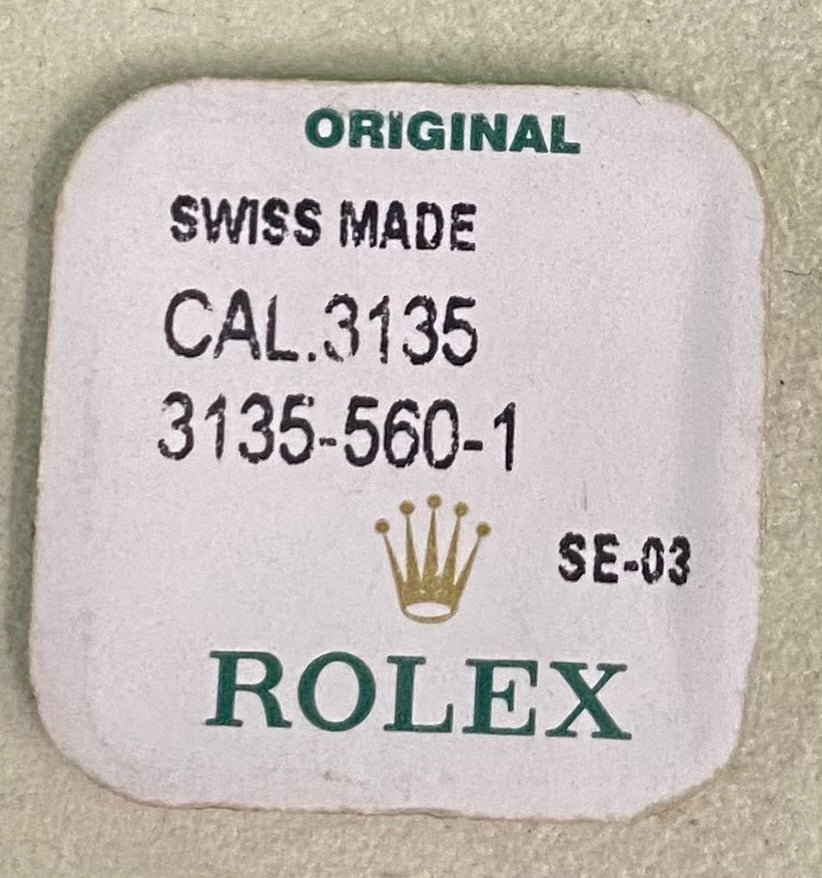 ORIGINAL
SWISS MADE
CAL.3135
3135-560-1
SE-03
ROLEX